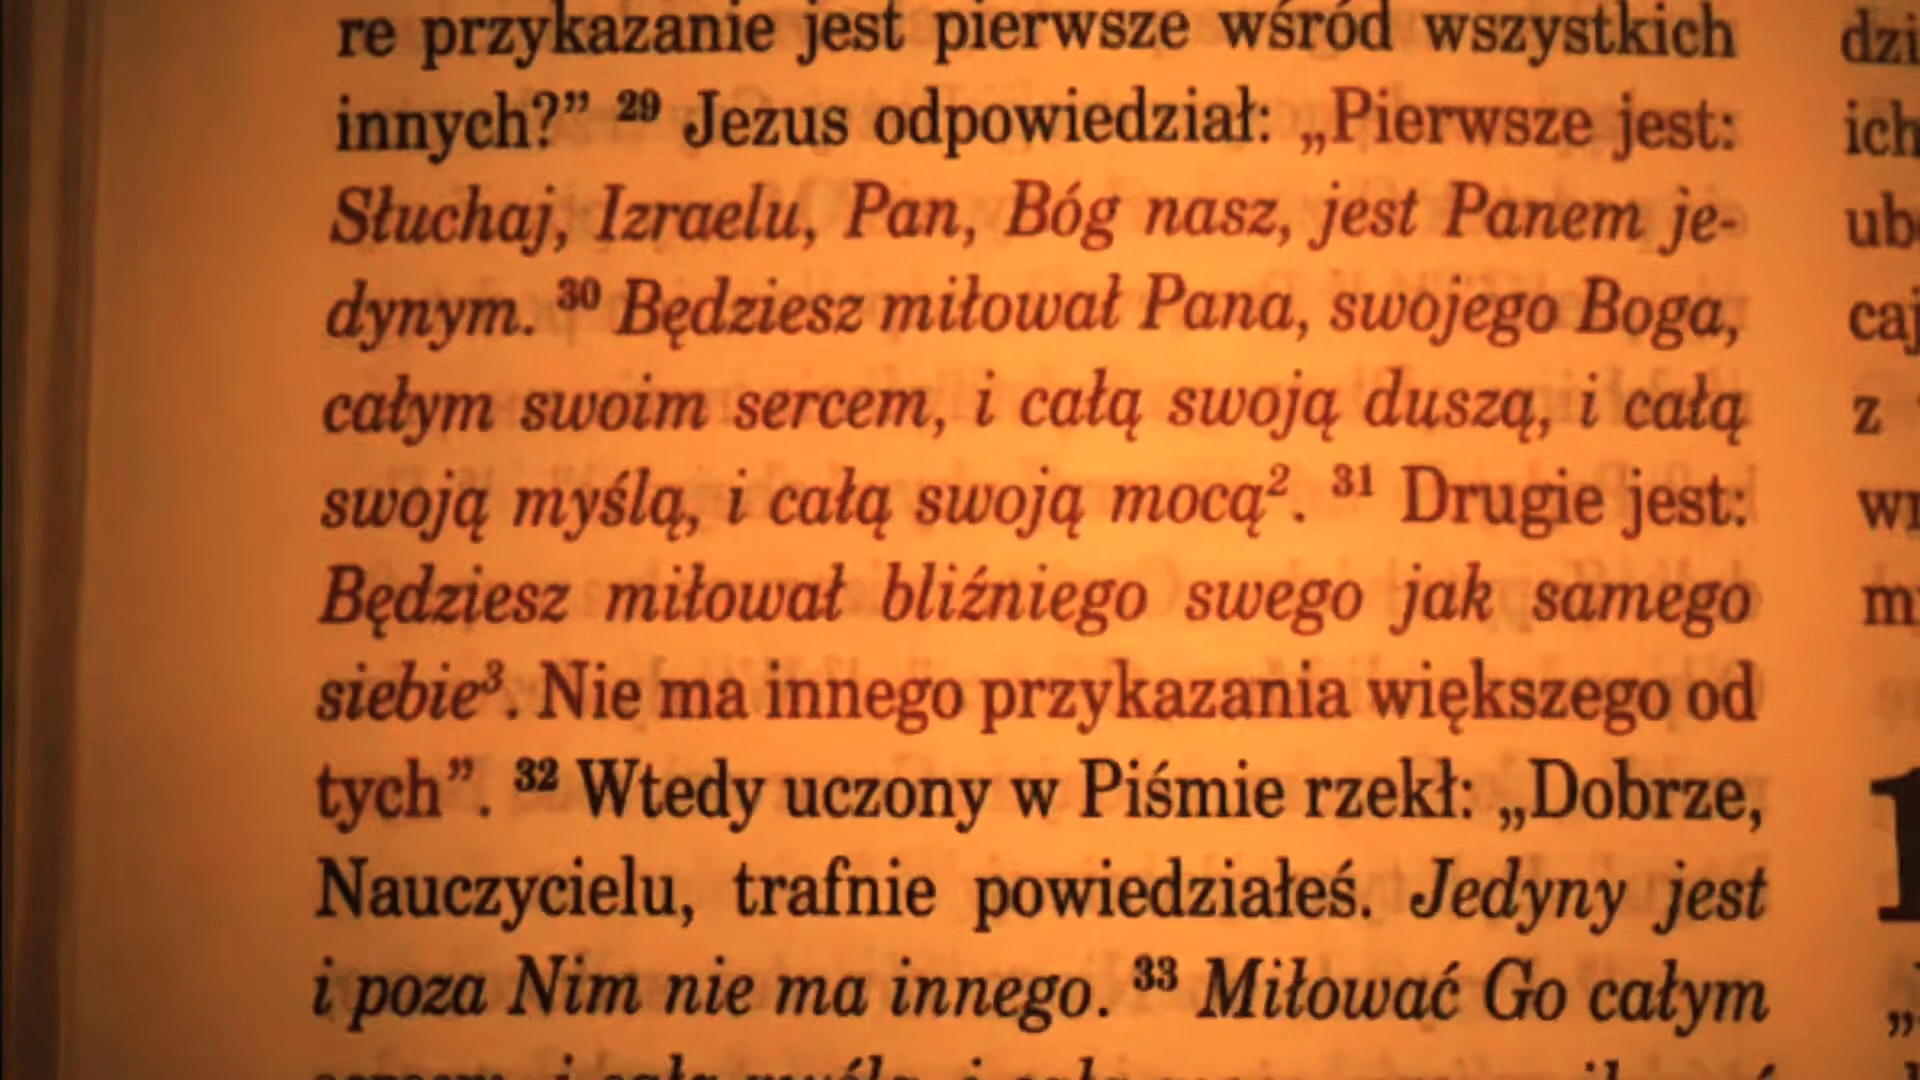 re przykazanie jest pierwsze wśród wszystkich
innych?” 29 Jezus odpowiedział: „Pierwsze jest:
Słuchaj, Izraelu, Pan, Bóg nasz, jest Panem je-
dynym. 30 Będziesz miłował Pana, swojego Boga,
całym swoim sercem, i całą swoją duszą, i całą
swoją myślą, i całą swoją mocą2. 31 Drugie jest:
Będziesz miłował bliźniego swego jak samego
siebie3. Nie ma innego przykazania większego od
tych”. 32 Wtedy uczony w Piśmie rzekł: „Dobrze,
Nauczycielu, trafnie powiedziałeś. Jedyny jest
i poza Nim nie ma innego. 33 Miłować Go całym
dzi
ich
z